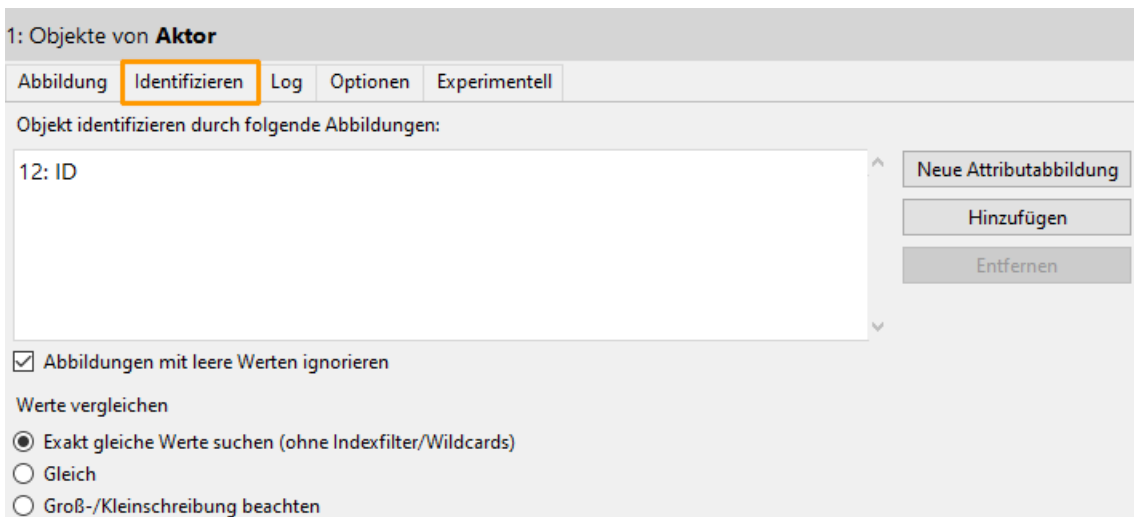 1: Objekte von Aktor
Abbildung Identifizieren Log Optionen Experimentell
Objekt identifizieren durch folgende Abbildungen:
12: ID
Neue Attributabbildung
Hinzufügen
Entfernen
Abbildungen mit leere Werten ignorieren
Werte vergleichen
Exakt gleiche Werte suchen (ohne Indexfilter/Wildcards)
Gleich
Groß-/Kleinschreibung beachten